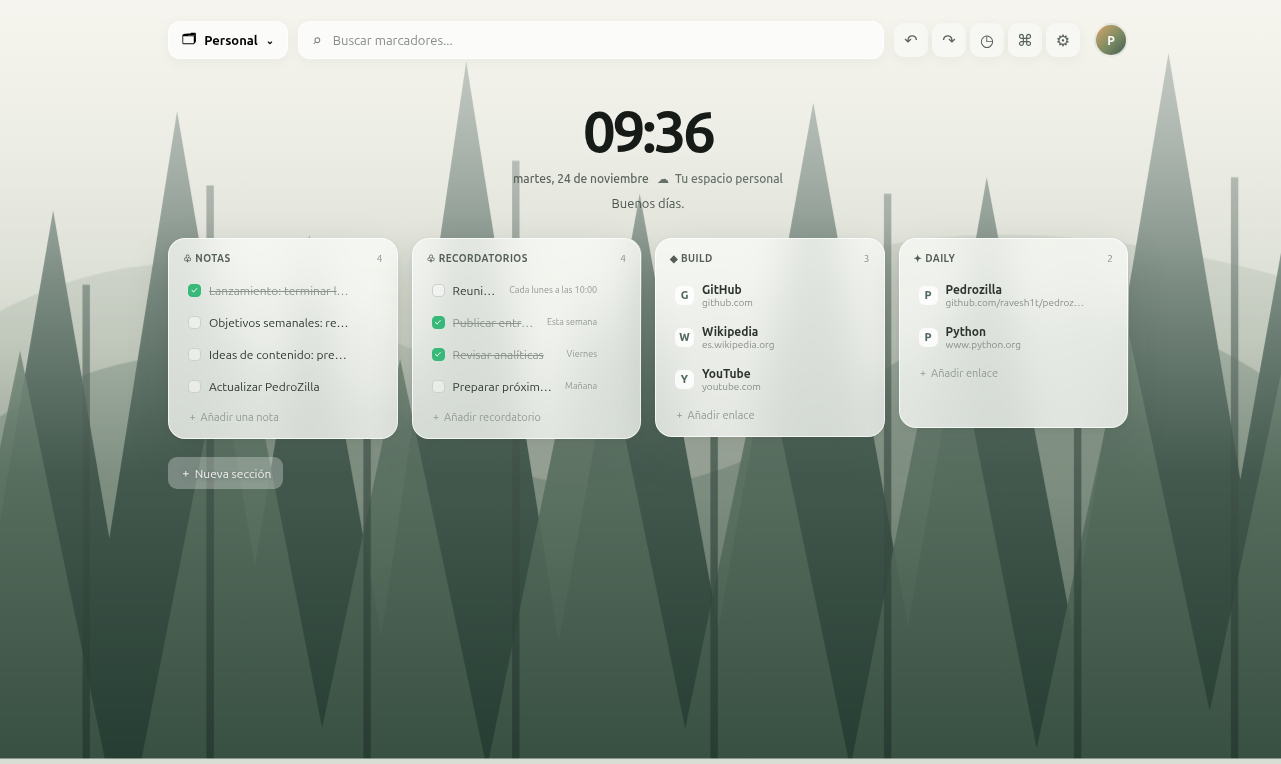 Personal
Buscar marcadores...
P
09:36
martes, 24 de noviembre ☁ Tu espacio personal
Buenos días.
NOTAS 4
Lanzamiento: terminar l…
Objetivos semanales: re…
Ideas de contenido: pre…
Actualizar PedroZilla
+ Añadir una nota
RECORDATORIOS 4
Reuni… Cada lunes a las 10:00
Publicar entr… Esta semana
Revisar analíticas Viernes
Preparar próxim… Mañana
+ Añadir recordatorio
BUILD 3
G GitHub
github.com
W Wikipedia
es.wikipedia.org
Y YouTube
youtube.com
+ Añadir enlace
DAILY 2
P Pedrozilla
github.com/ravesh1t/pedroz…
P Python
www.python.org
+ Añadir enlace
+ Nueva sección